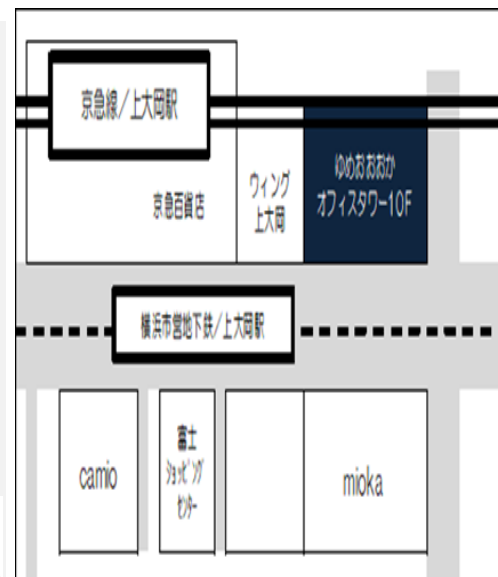 京急線/上大岡駅
京急百貨店
ウィング
上大岡
ゆめおおおか
オフィスタワー10F
横浜市営地下鉄/上大岡駅
camio
富士
ショッピング
センター
mioka